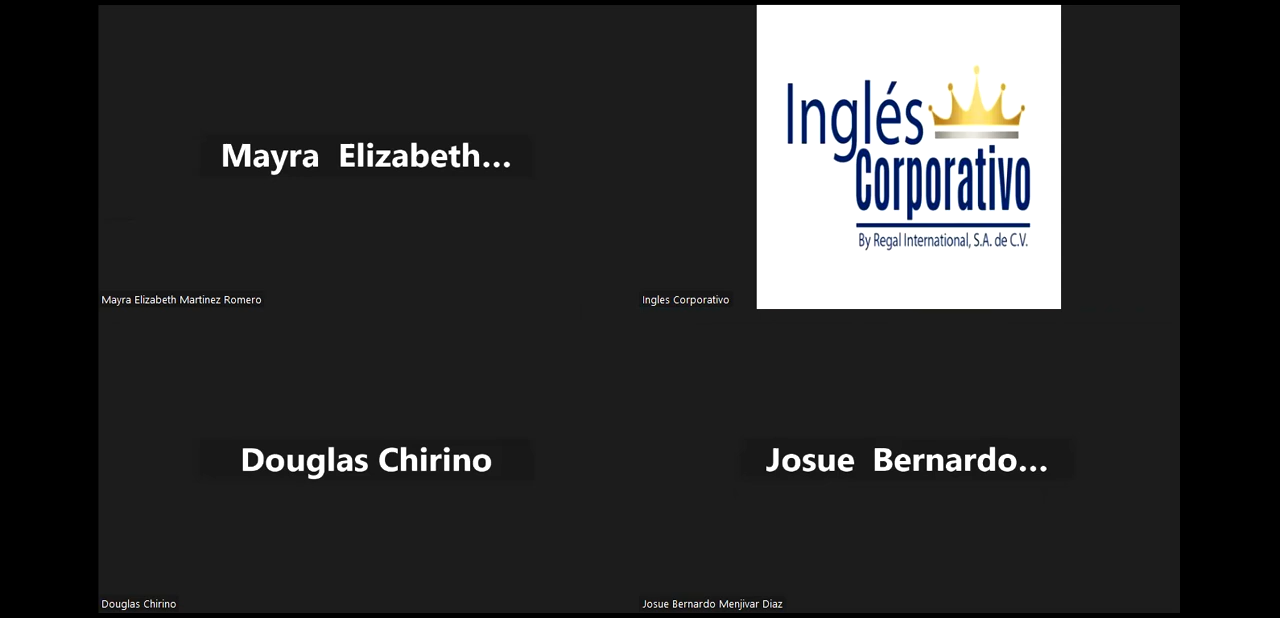 Mayra Elizabeth...
Mayra Elizabeth Martinez Romero
Inglés
Corporativo
By Regal International, S.A. de C.V.
Ingles Corporativo
Douglas Chirino
Douglas Chirino
Josue Bernardo...
Josue Bernardo Menjivar Diaz